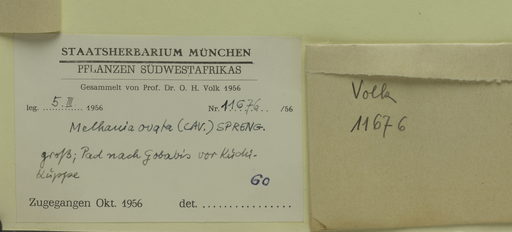 STAATSHERBARIUM MÜNCHEN
PFLANZEN SÜDWESTAFRIKAS
Gesammelt von Prof. Dr. O. H. Volk 1956
leg. 5. III 1956 Nr. 11676 /56
Melhania ovata (CAV.) SPRENG.
groß; Pad nach Gobabis vor
kuppe
60
Zugegangen Okt. 1956 det. ................
Volk
11676